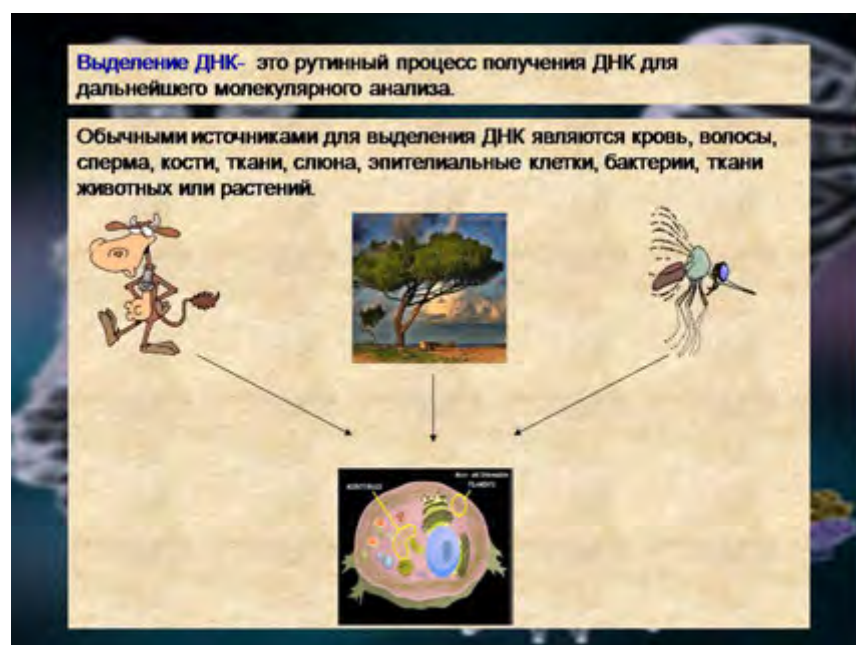 Выделение ДНК- это рутинный процесс получения ДНК для
дальнейшего молекулярного анализа.
Обычными источниками для выделения ДНК являются кровь, волосы,
сперма, кости, ткани, слюна, эпителиальные клетки, бактерии, ткани
животных или растений.
FILAMENTS